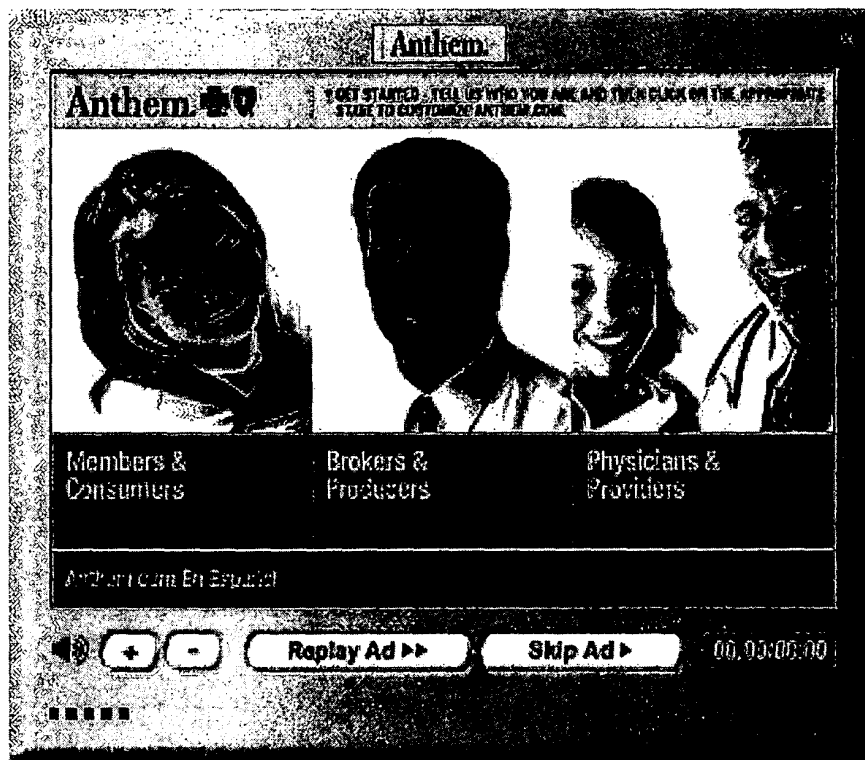 Anthem.
Anthem.
GET STARTED - TELL US WHO YOU ARE AND THEN CLICK ON THE APPROPRIATE
STATE TO CUSTOMIZE ANTHEM.COM
Members &
Consumers
Brokers &
Producers
Physicians &
Providers
Anthem.com En Español
+
-
Replay Ad
Skip Ad
00:00/00:00